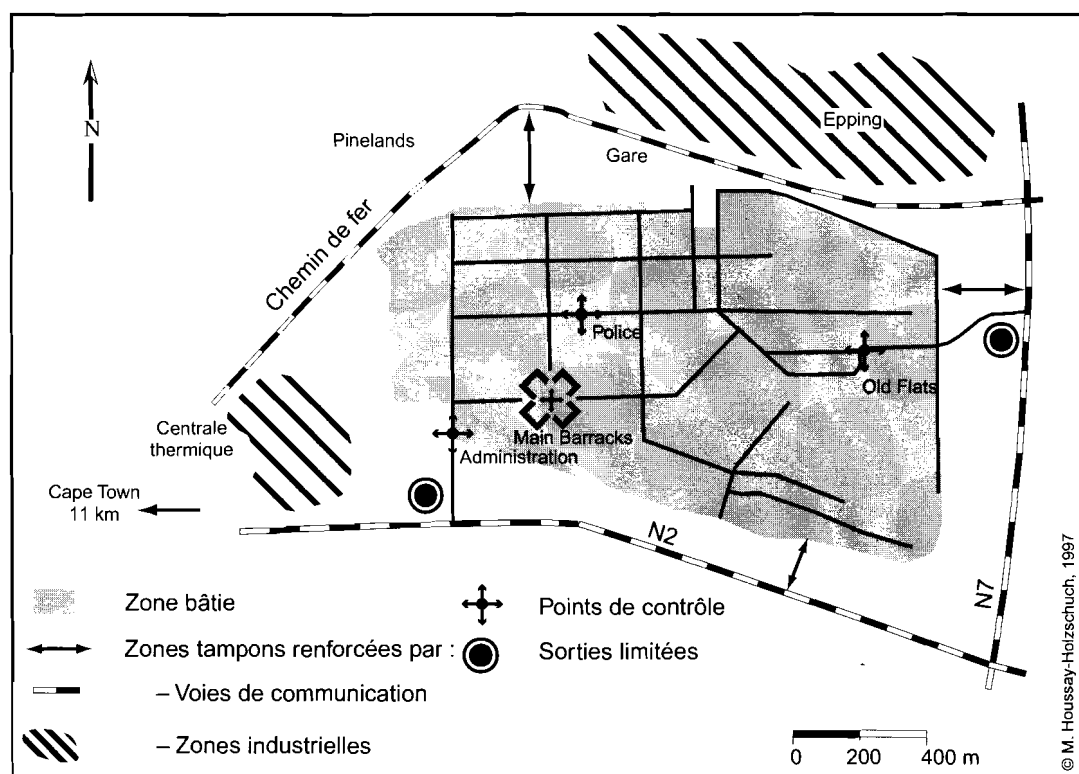 N
Pinelands
Epping
Gare
Chemin de fer
Police
Old Flats
Main Barracks
Administration
Centrale
thermique
Cape Town
11 km
N2
N7
Zone bâtie
Points de contrôle
Zones tampons renforcées par :
Sorties limitées
– Voies de communication
– Zones industrielles
0 200 400 m
© M. Houssay-Holzschuch, 1997